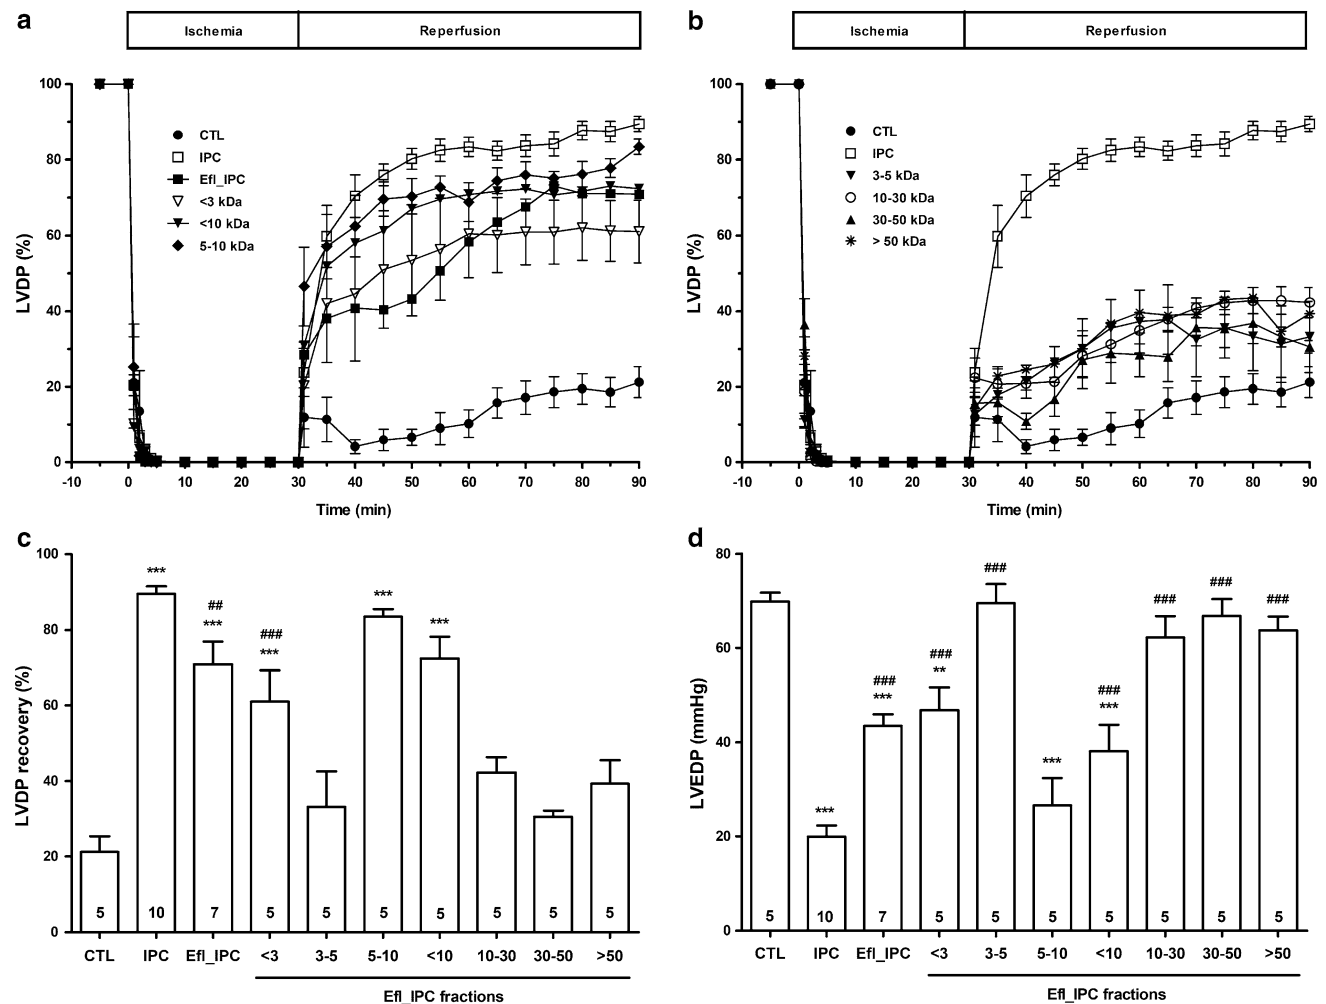 a
Ischemia Reperfusion
LVDP (%)
100
80
60
40
20
0
CTL
IPC
Efl_IPC
<3 kDa
<10 kDa
5-10 kDa
-10 0 10 20 30 40 50 60 70 80 90
Time (min)
b
Ischemia Reperfusion
LVDP (%)
100
80
60
40
20
0
CTL
IPC
3-5 kDa
10-30 kDa
30-50 kDa
> 50 kDa
-10 0 10 20 30 40 50 60 70 80 90
Time (min)
c
LVDP recovery (%)
100
80
60
40
20
0
***
##
***
###
***
***
***
5 10 7 5 5 5 5 5 5 5
CTL IPC Efl_IPC <3 3-5 5-10 <10 10-30 30-50 >50
Efl_IPC fractions
d
LVEDP (mmHg)
80
60
40
20
0
***
###
***
###
**
###
***
###
***
###
###
###
5 10 7 5 5 5 5 5 5 5
CTL IPC Efl_IPC <3 3-5 5-10 <10 10-30 30-50 >50
Efl_IPC fractions